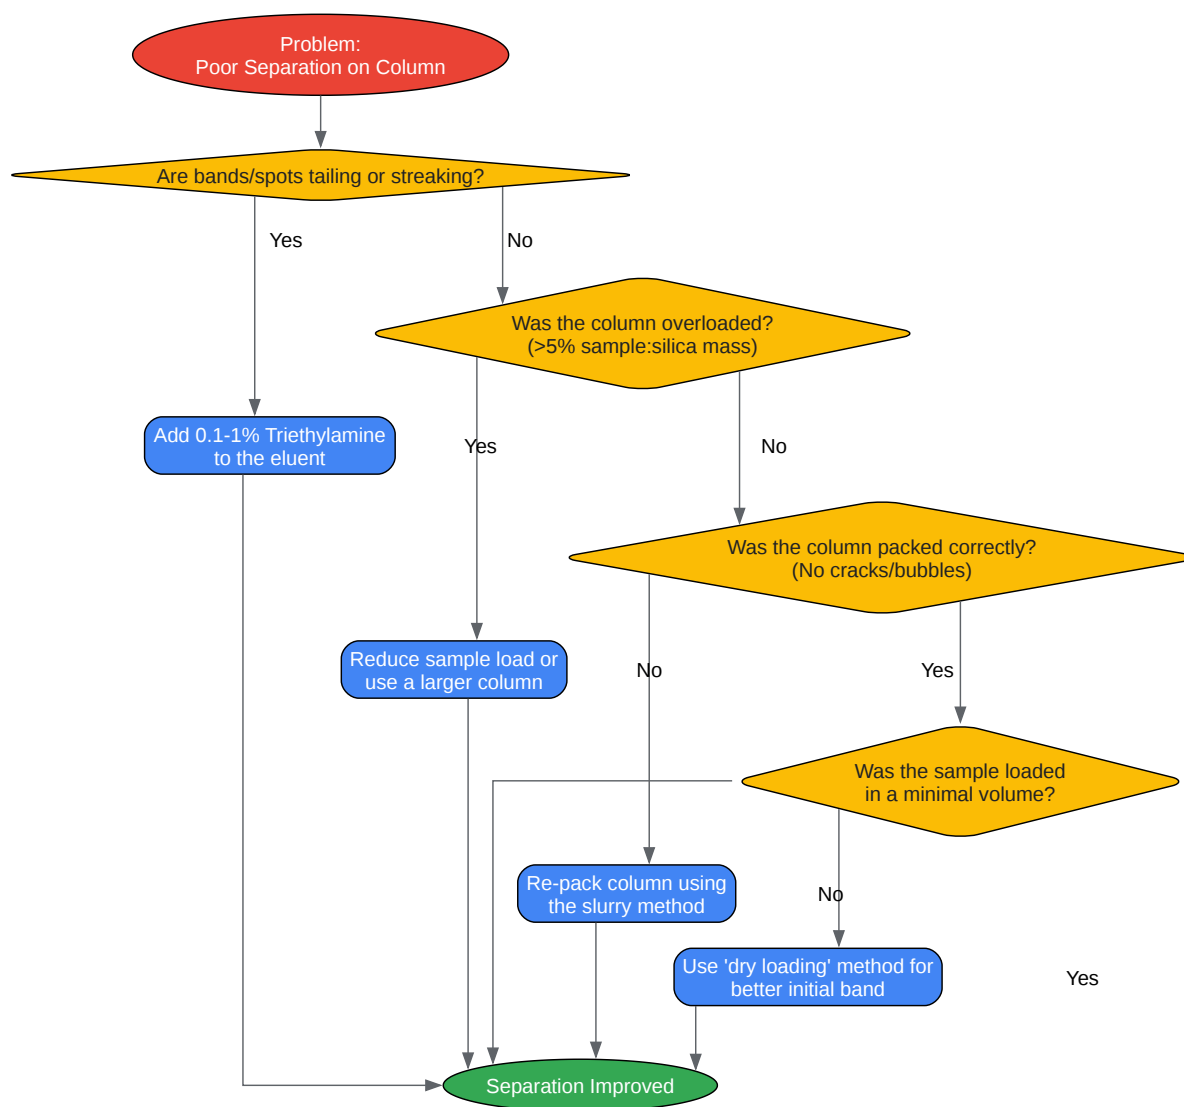 Problem:
Poor Separation on Column
Are bands/spots tailing or streaking?
Yes
No
Was the column overloaded?
(>5% sample:silica mass)
Add 0.1-1% Triethylamine
to the eluent
Yes
No
Was the column packed correctly?
(No cracks/bubbles)
Reduce sample load or
use a larger column
No
Yes
Was the sample loaded
in a minimal volume?
Re-pack column using
the slurry method
No
Use 'dry loading' method for
better initial band
Yes
Separation Improved